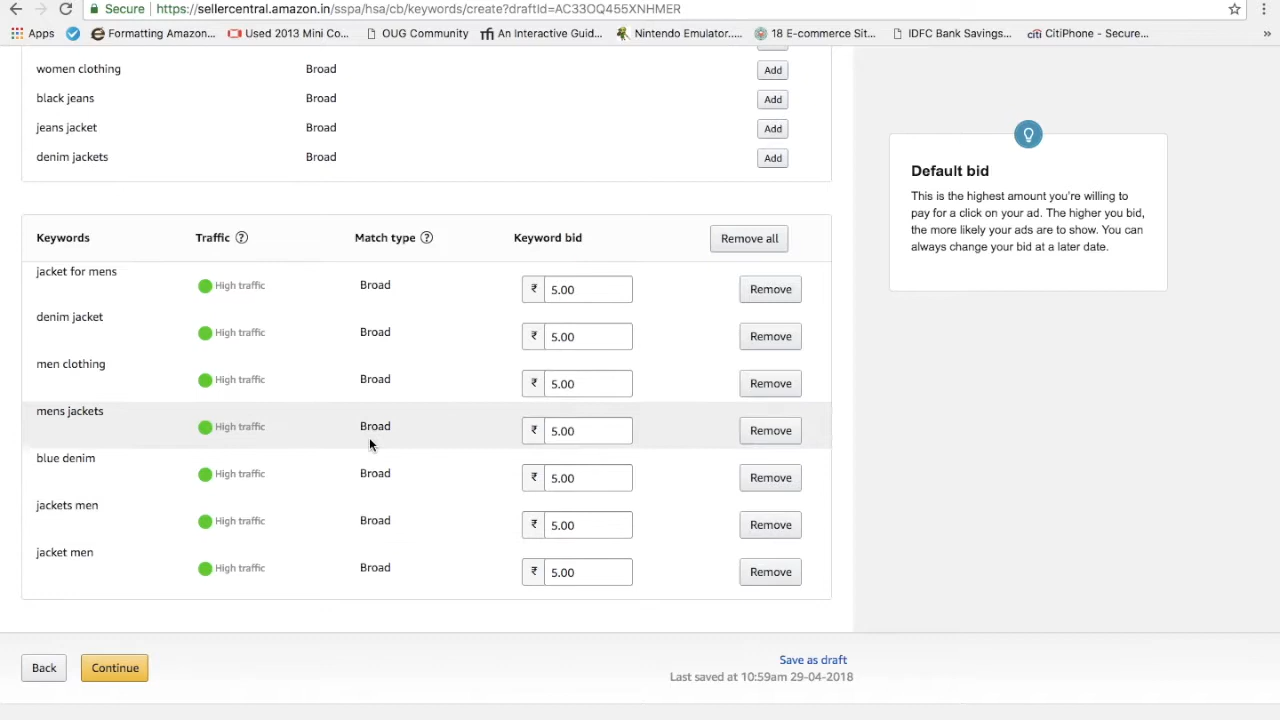 Secure https://sellercentral.amazon.in/sspa/hsa/cb/keywords/create?draftId=AC33OQ455XNHMER
Apps Formatting Amazon... Used 2013 Mini Co... OUG Community An Interactive Guid... Nintendo Emulator.... 18 E-commerce Sit... IDFC Bank Savings... citi CitiPhone - Secure... »
women clothing Broad Add
black jeans Broad Add
jeans jacket Broad Add
denim jackets Broad Add
Keywords Traffic ? Match type ? Keyword bid Remove all
jacket for mens High traffic Broad ₹ 5.00 Remove
denim jacket High traffic Broad ₹ 5.00 Remove
men clothing High traffic Broad ₹ 5.00 Remove
mens jackets High traffic Broad ₹ 5.00 Remove
blue denim High traffic Broad ₹ 5.00 Remove
jackets men High traffic Broad ₹ 5.00 Remove
jacket men High traffic Broad ₹ 5.00 Remove
Back Continue Save as draft
Last saved at 10:59am 29-04-2018
Default bid
This is the highest amount you're willing to
pay for a click on your ad. The higher you bid,
the more likely your ads are to show. You can
always change your bid at a later date.